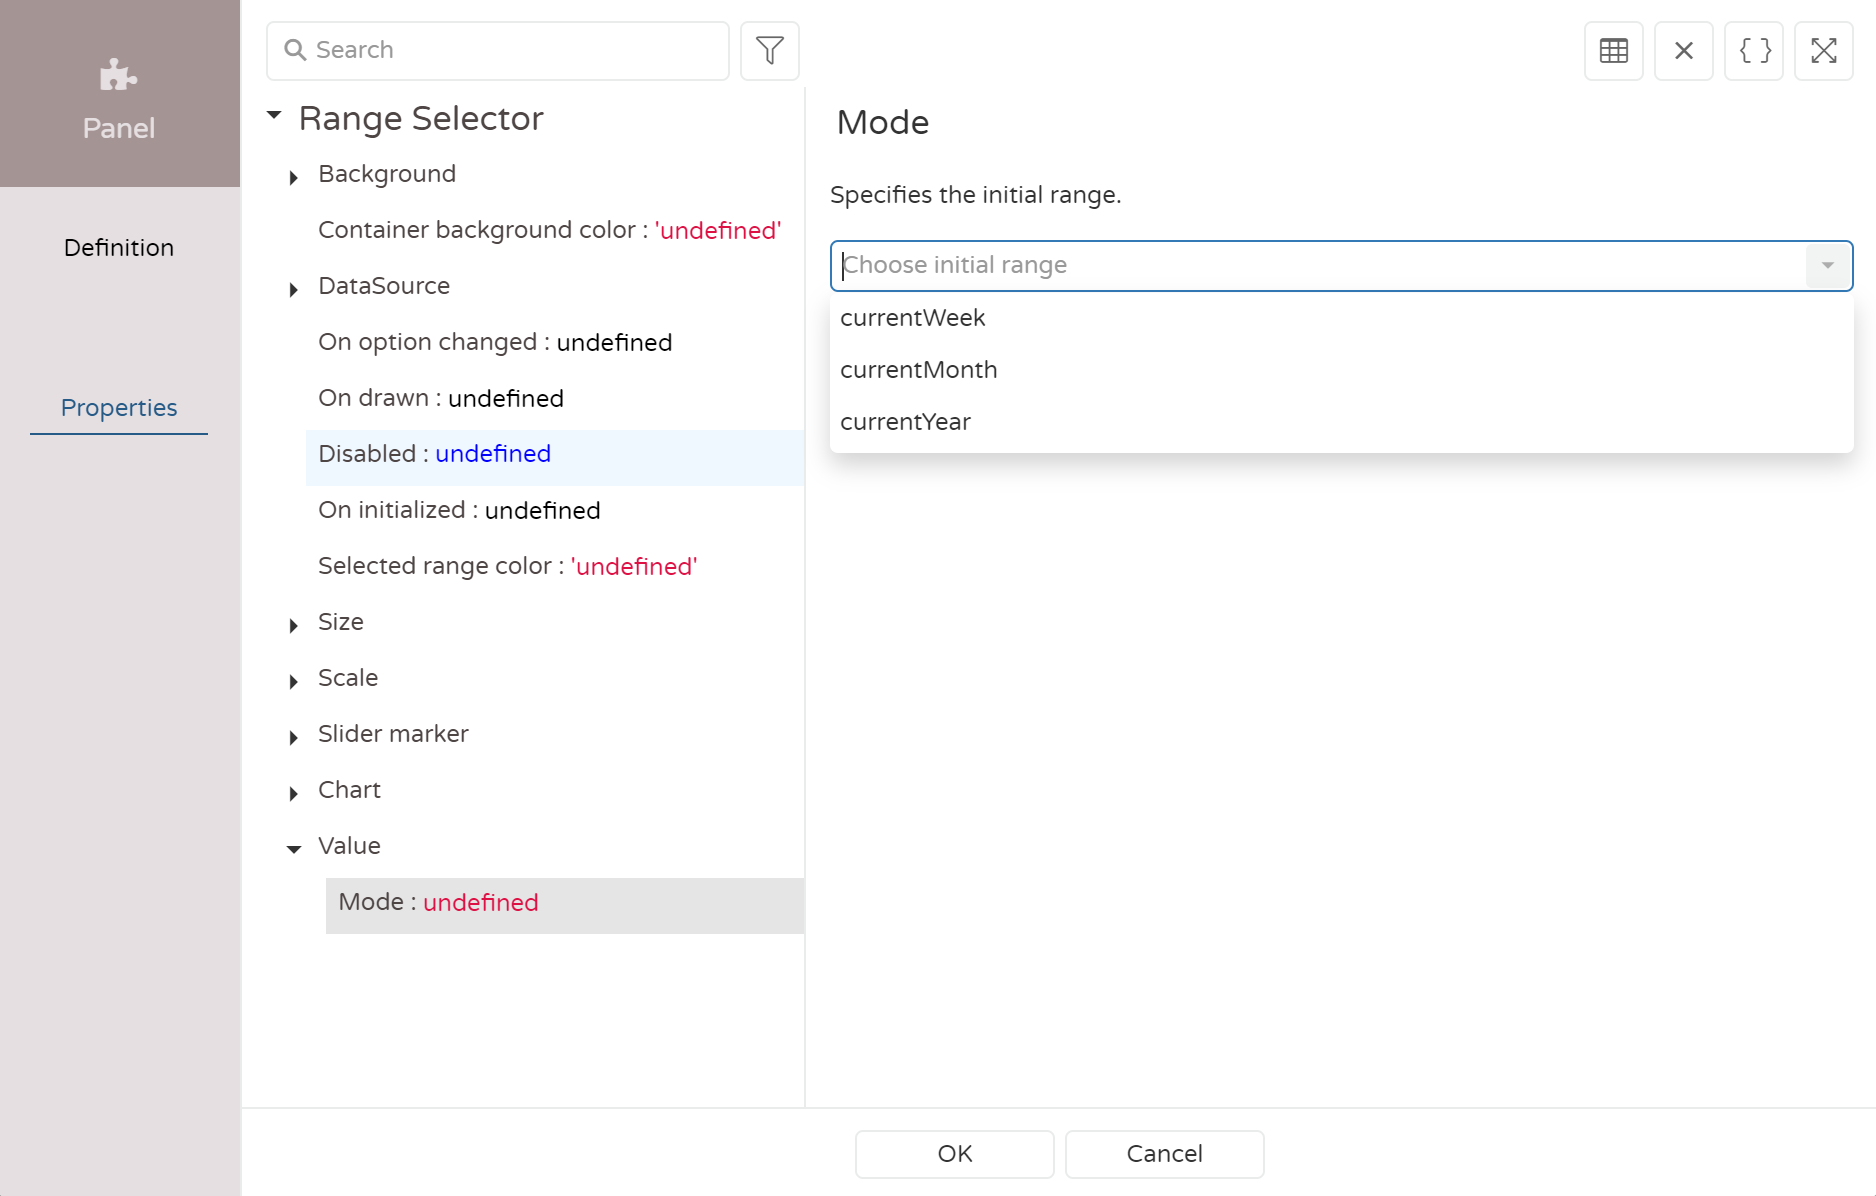 Panel
Definition
Properties
Search
Range Selector
Background
Container background color : 'undefined'
DataSource
On option changed : undefined
On drawn : undefined
Disabled : undefined
On initialized : undefined
Selected range color : 'undefined'
Size
Scale
Slider marker
Chart
Value
Mode : undefined
{ }
Mode
Specifies the initial range.
Choose initial range
currentWeek
currentMonth
currentYear
OK
Cancel